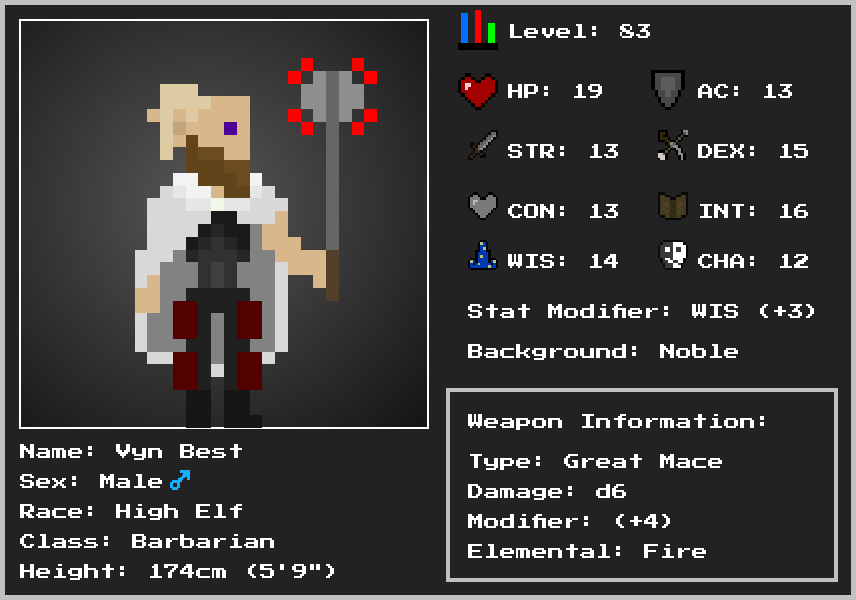 Level: 83
HP: 19 AC: 13
STR: 13 DEX: 15
CON: 13 INT: 16
WIS: 14 CHA: 12
Stat Modifier: WIS (+3)
Background: Noble
Weapon Information:
Type: Great Mace
Damage: d6
Modifier: (+4)
Elemental: Fire
Name: Vyn Best
Sex: Male ♂
Race: High Elf
Class: Barbarian
Height: 174cm (5'9")